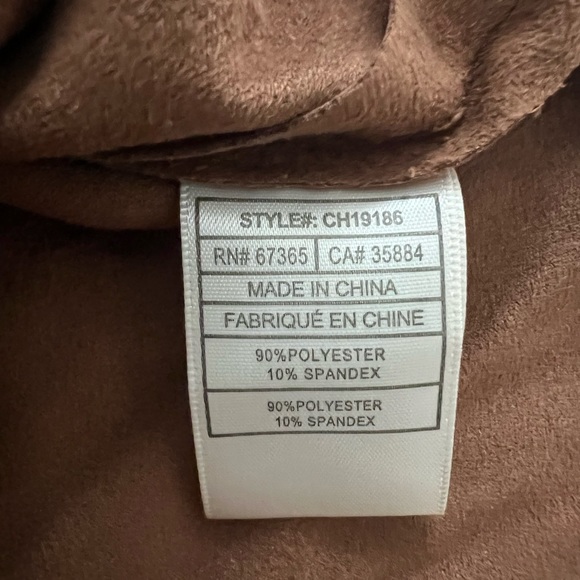 STYLE#: CH19186
RN# 67365 CA# 35884
MADE IN CHINA
FABRIQUÉ EN CHINE
90%POLYESTER
10% SPANDEX
90%POLYESTER
10% SPANDEX